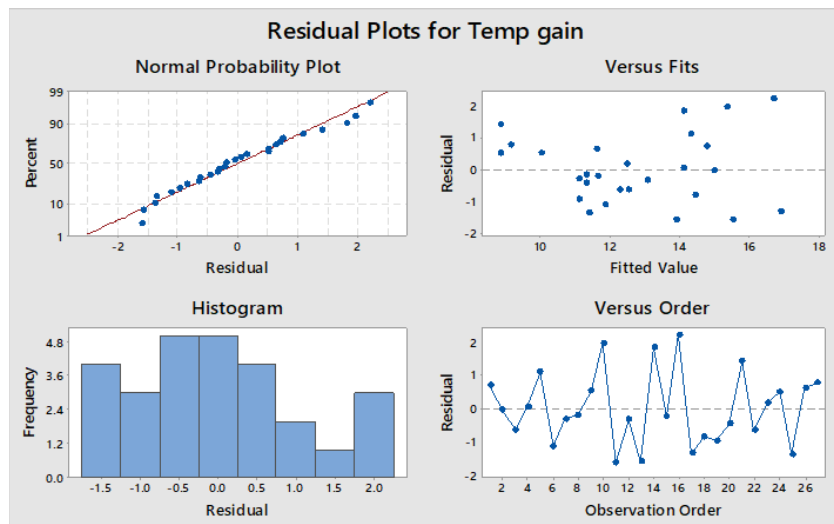 Residual Plots for Temp gain
Normal Probability Plot
99
90
50
10
1
Percent
-2 -1 0 1 2
Residual
Versus Fits
2
1
0
-1
-2
Residual
10 12 14 16 18
Fitted Value
Histogram
4.8
3.6
2.4
1.2
0.0
Frequency
-1.5 -1.0 -0.5 0.0 0.5 1.0 1.5 2.0
Residual
Versus Order
2
1
0
-1
-2
Residual
2 4 6 8 10 12 14 16 18 20 22 24 26
Observation Order